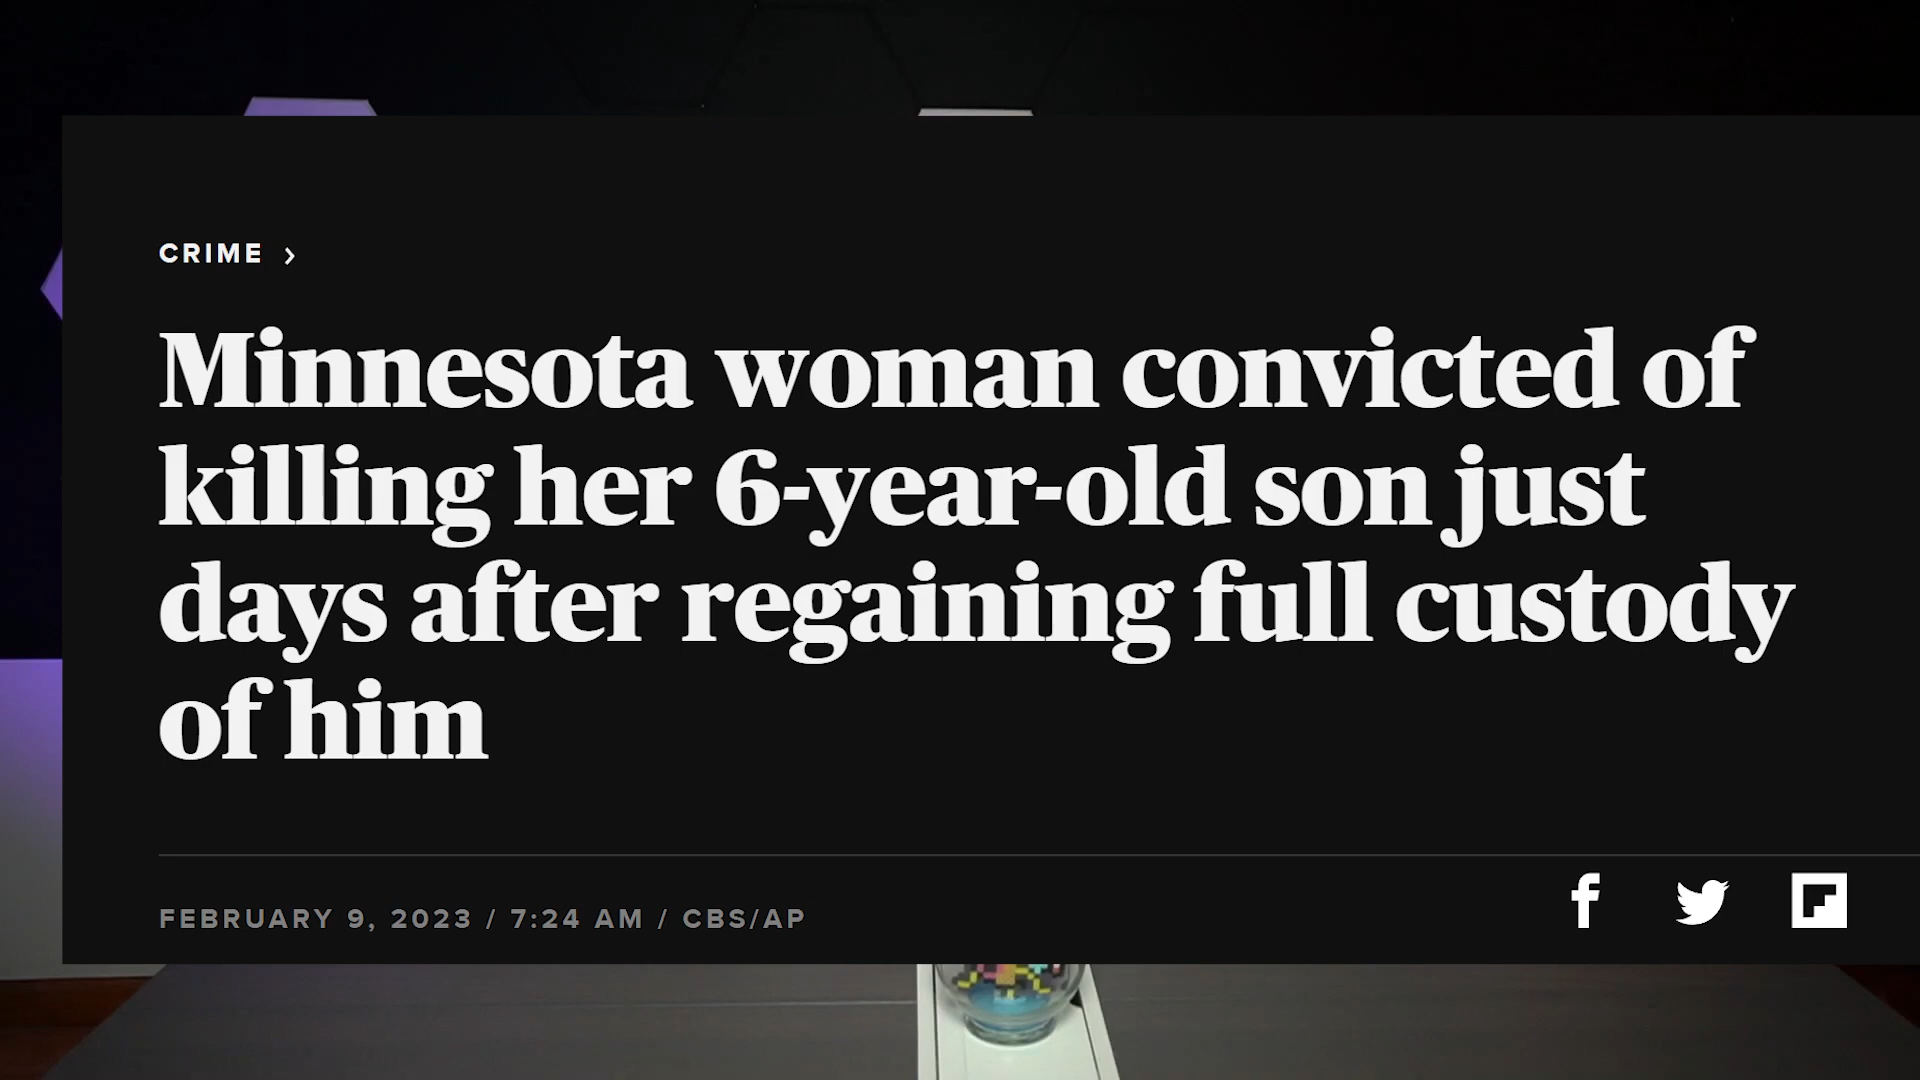 CRIME ›
Minnesota woman convicted of
killing her 6-year-old son just
days after regaining full custody
of him
FEBRUARY 9, 2023 / 7:24 AM / CBS/AP